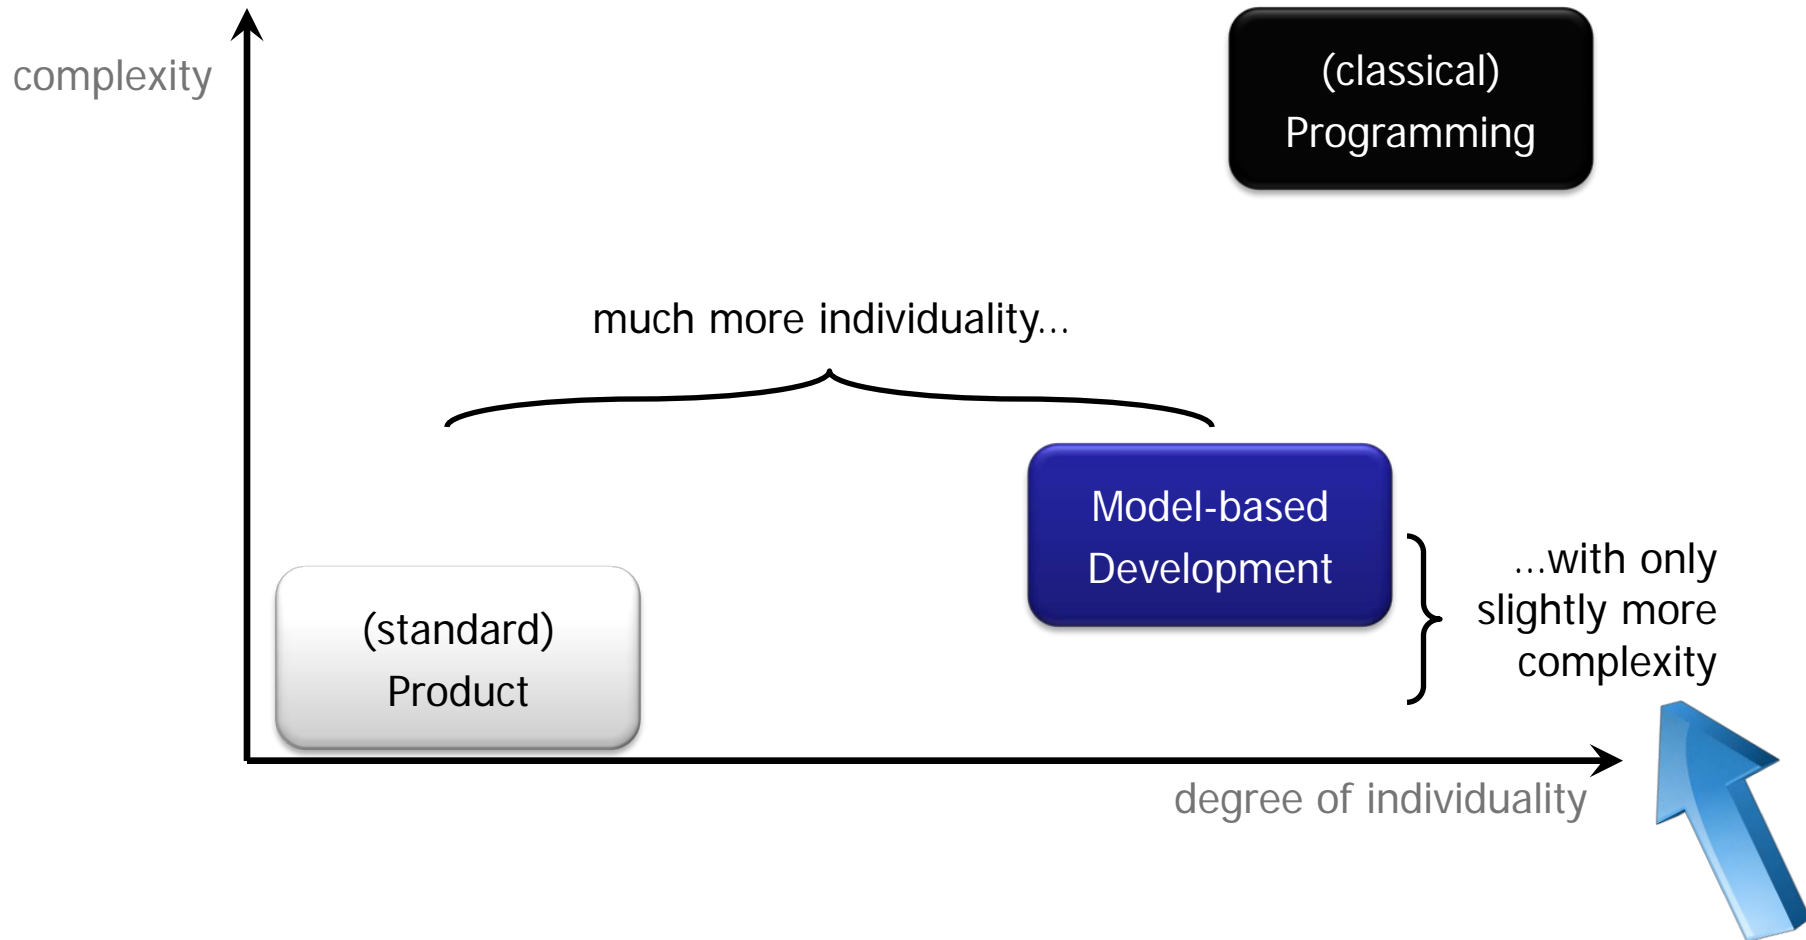 complexity
(classical)
Programming
much more individuality...
Model-based
Development
...with only
slightly more
complexity
(standard)
Product
degree of individuality